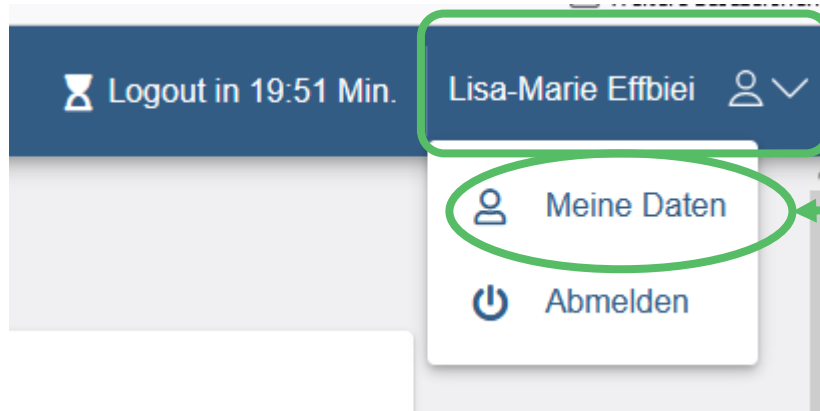 Logout in 19:51 Min.
Lisa-Marie Effbiei
Meine Daten
Abmelden